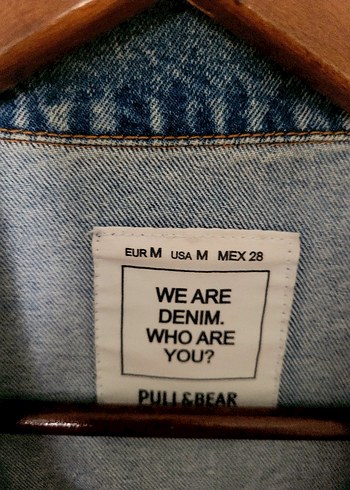 EUR M USA M MEX 28
WE ARE
DENIM.
WHO ARE
YOU?
PULL&BEAR